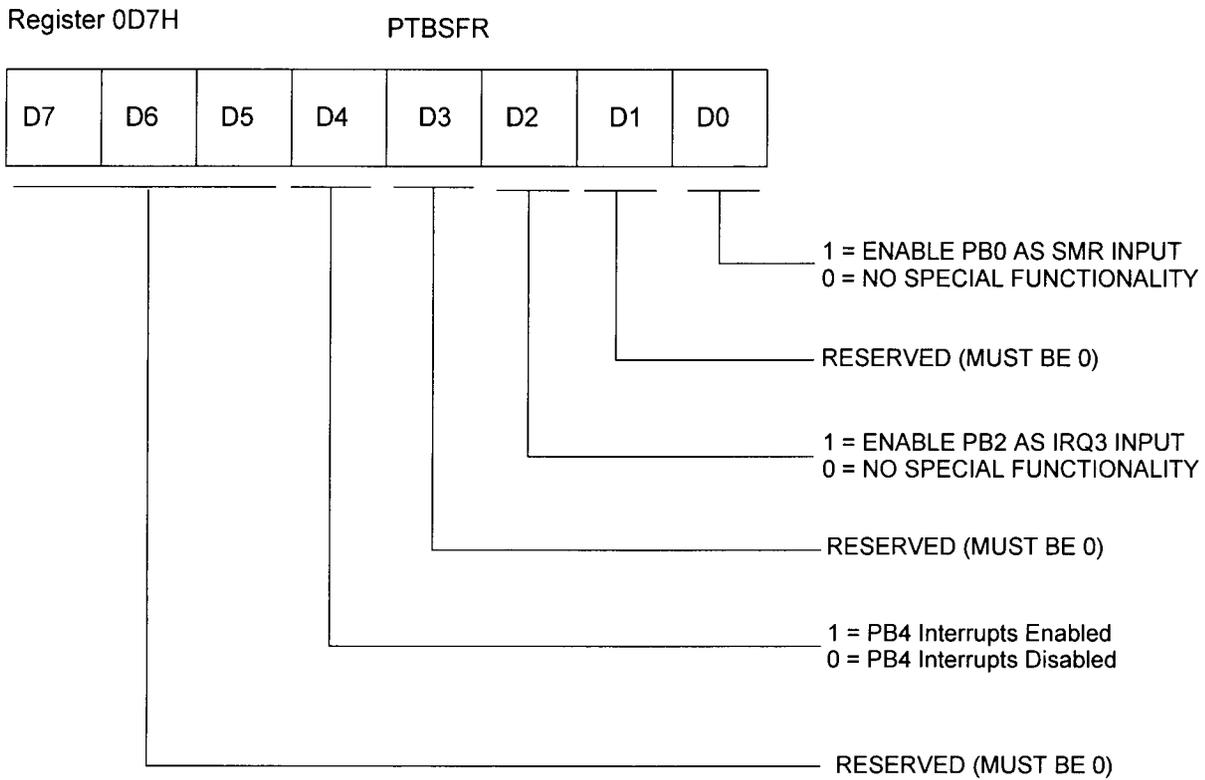 Register 0D7H
PTBSFR
D7 D6 D5 D4 D3 D2 D1 D0
1 = ENABLE PB0 AS SMR INPUT
0 = NO SPECIAL FUNCTIONALITY
RESERVED (MUST BE 0)
1 = ENABLE PB2 AS IRQ3 INPUT
0 = NO SPECIAL FUNCTIONALITY
RESERVED (MUST BE 0)
1 = PB4 Interrupts Enabled
0 = PB4 Interrupts Disabled
RESERVED (MUST BE 0)